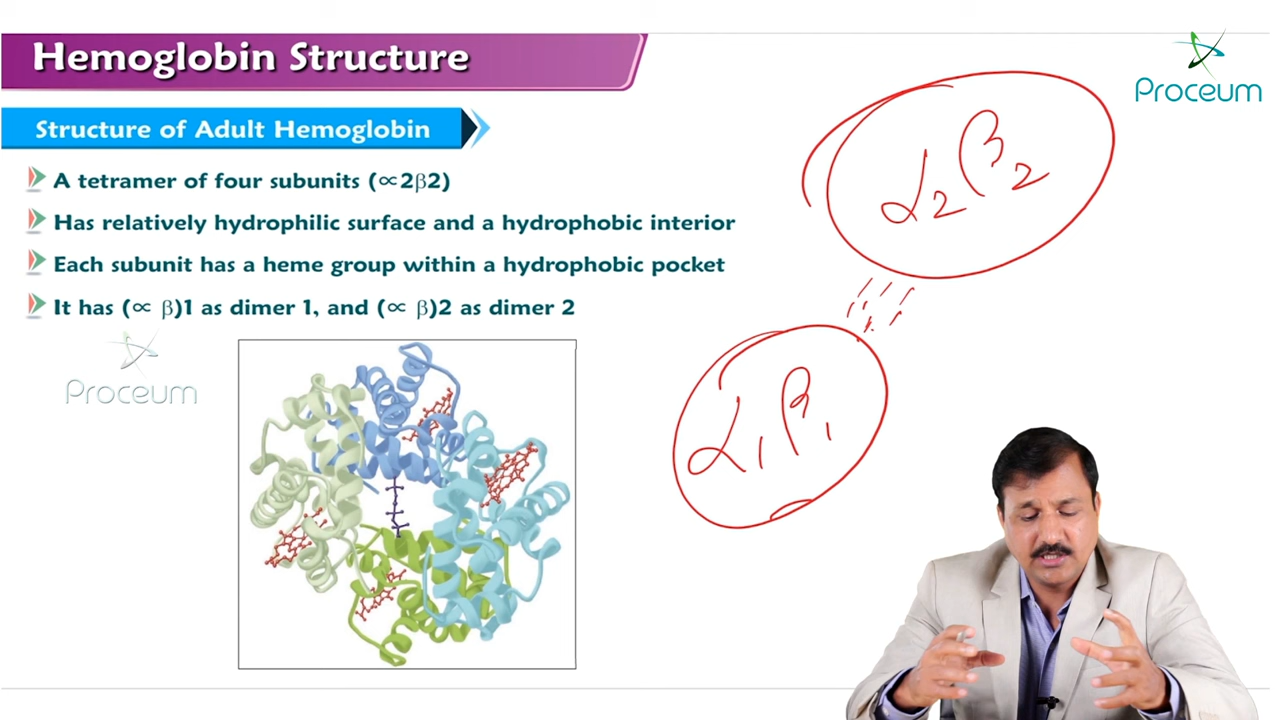 Hemoglobin Structure
Proceum
Structure of Adult Hemoglobin
A tetramer of four subunits (∝2β2)
Has relatively hydrophilic surface and a hydrophobic interior
Each subunit has a heme group within a hydrophobic pocket
It has (∝ β)1 as dimer 1, and (∝ β)2 as dimer 2
α₂β₂
Proceum
α₁β₁